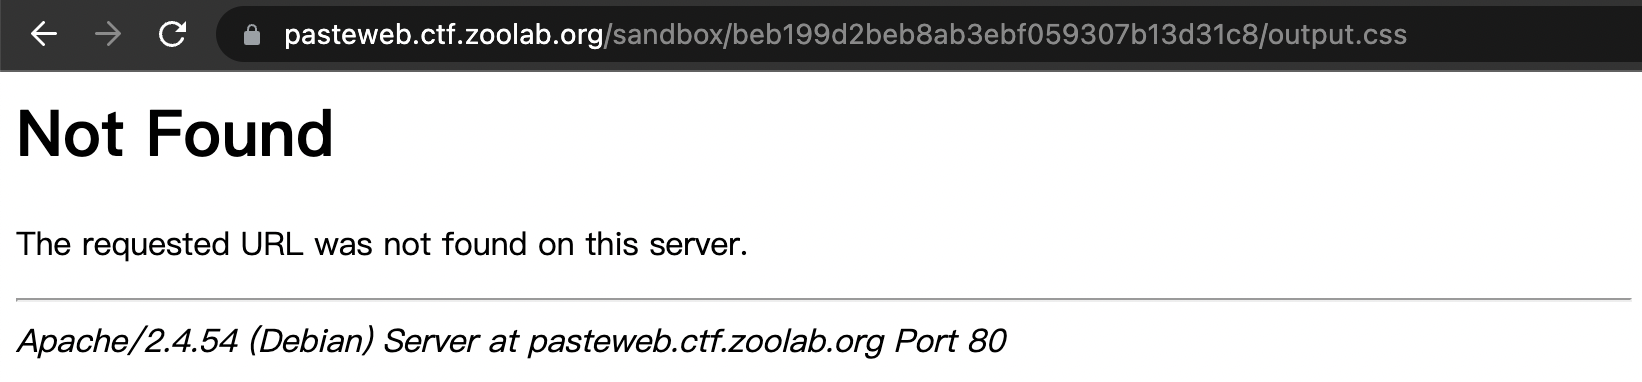 pasteweb.ctf.zoolab.org/sandbox/beb199d2beb8ab3ebf059307b13d31c8/output.css
Not Found
The requested URL was not found on this server.
Apache/2.4.54 (Debian) Server at pasteweb.ctf.zoolab.org Port 80